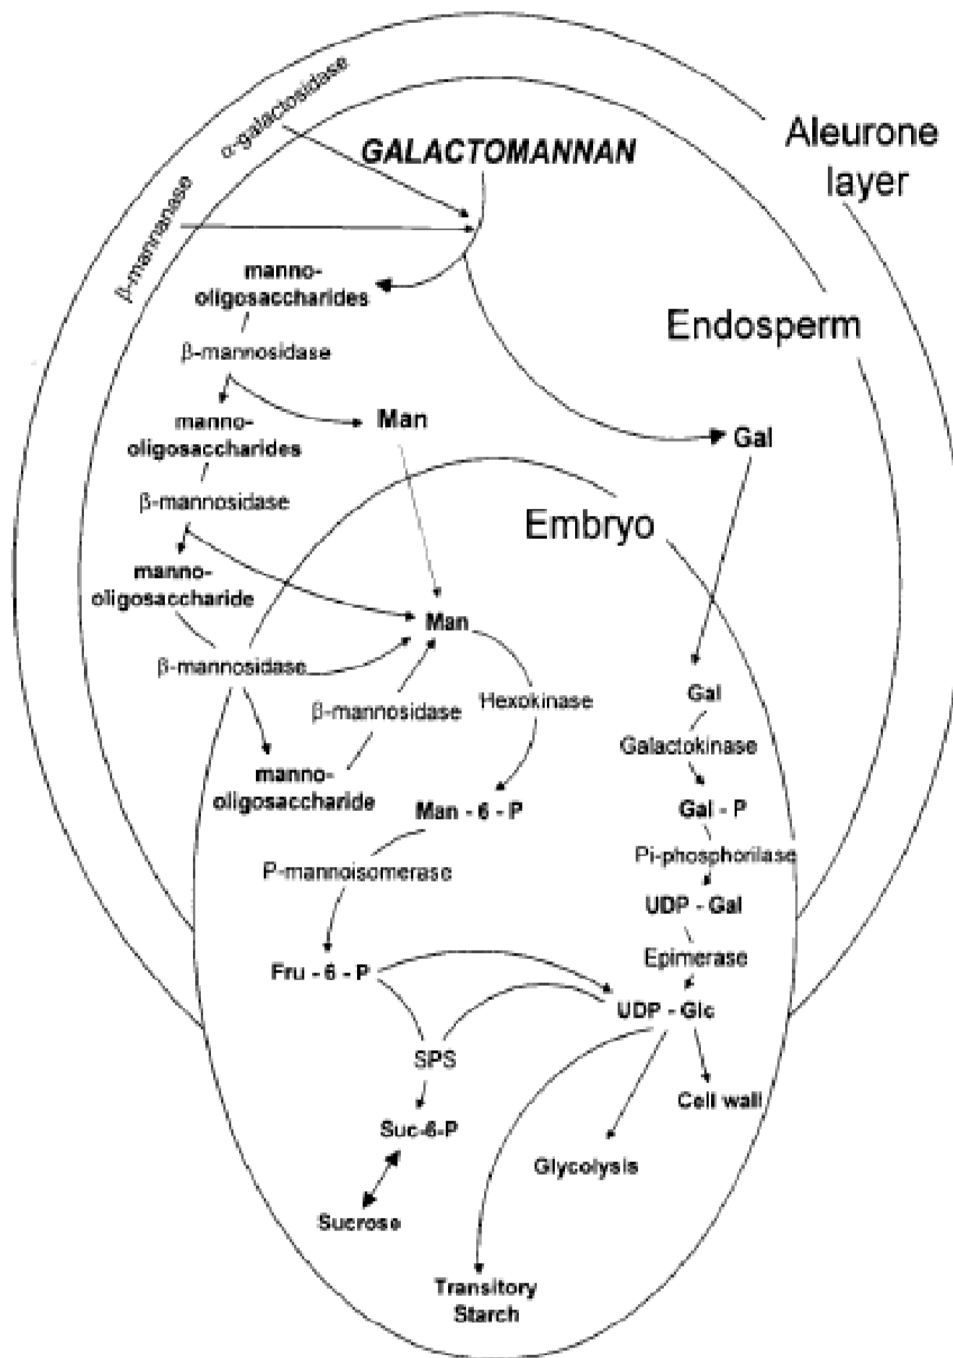 α-galactosidase
β-mannanase
GALACTOMANNAN
Aleurone
layer
manno-
oligosaccharides
β-mannosidase
Endosperm
manno-
oligosaccharides
Man
Gal
β-mannosidase
Embryo
manno-
oligosaccharide
Man
β-mannosidase
Gal
β-mannosidase
Hexokinase
Galactokinase
manno-
oligosaccharide
Man - 6 - P
Gal - P
P-mannoisomerase
Pi-phosphorilase
UDP - Gal
Epimerase
Fru - 6 - P
UDP - Glc
SPS
Cell wall
Suc-6-P
Glycolysis
Sucrose
Transitory
Starch